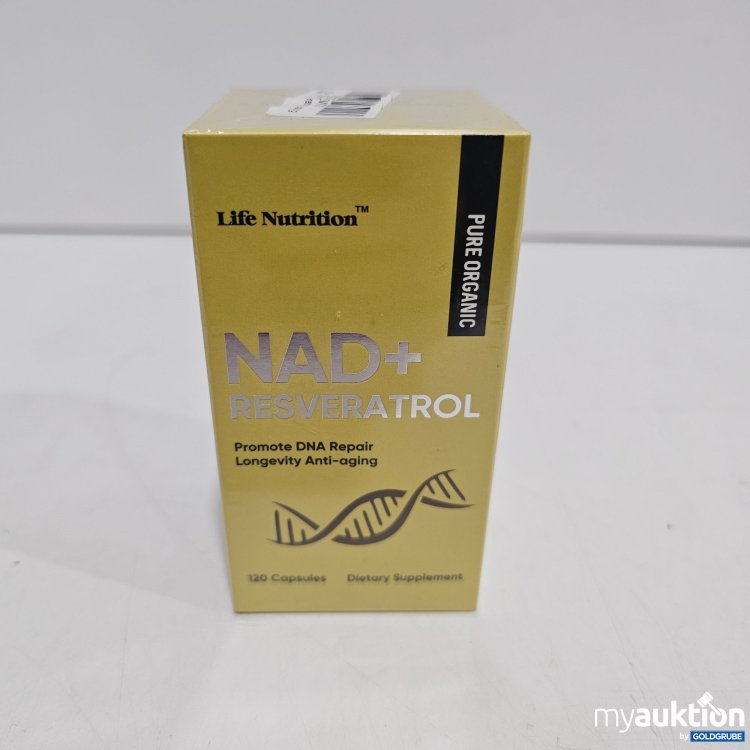 Life Nutrition™
PURE ORGANIC
NAD+
RESVERATROL
Promote DNA Repair
Longevity Anti-aging
120 Capsules Dietary Supplement
myauktion
by GOLDGRUBE